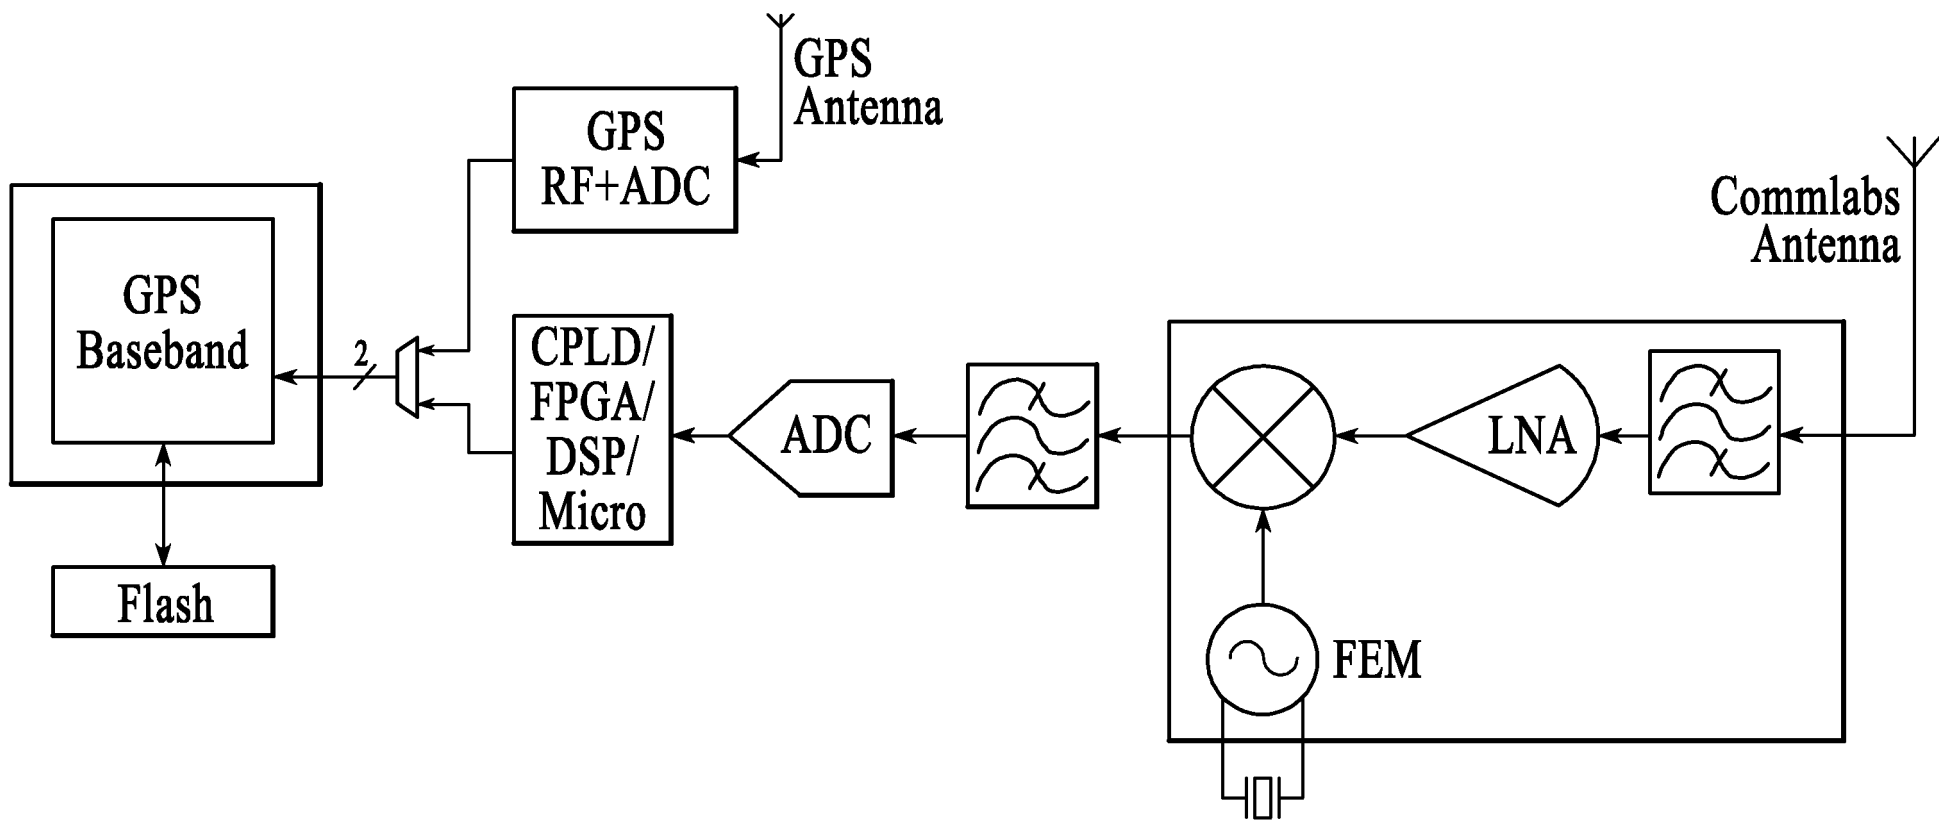 GPS
Antenna
GPS
RF+ADC
Commlabs
Antenna
GPS
Baseband
2
CPLD/
FPGA/
DSP/
Micro
ADC
LNA
Flash
FEM